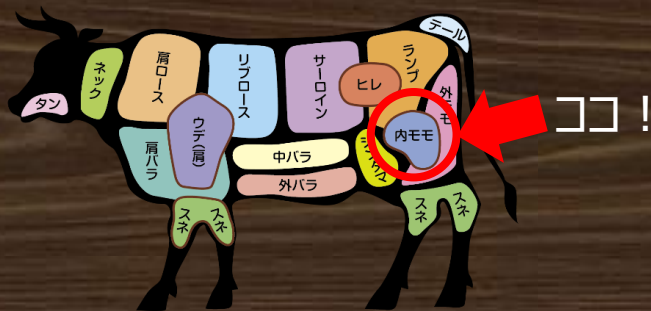 テール
ネック
肩ロース
リブロース
サーロイン
ランプ
タン
ヒレ
外モモ
ココ！
ウデ(肩)
内モモ
肩バラ
中バラ
シンタマ
外バラ
スネ
スネ
スネ
スネ